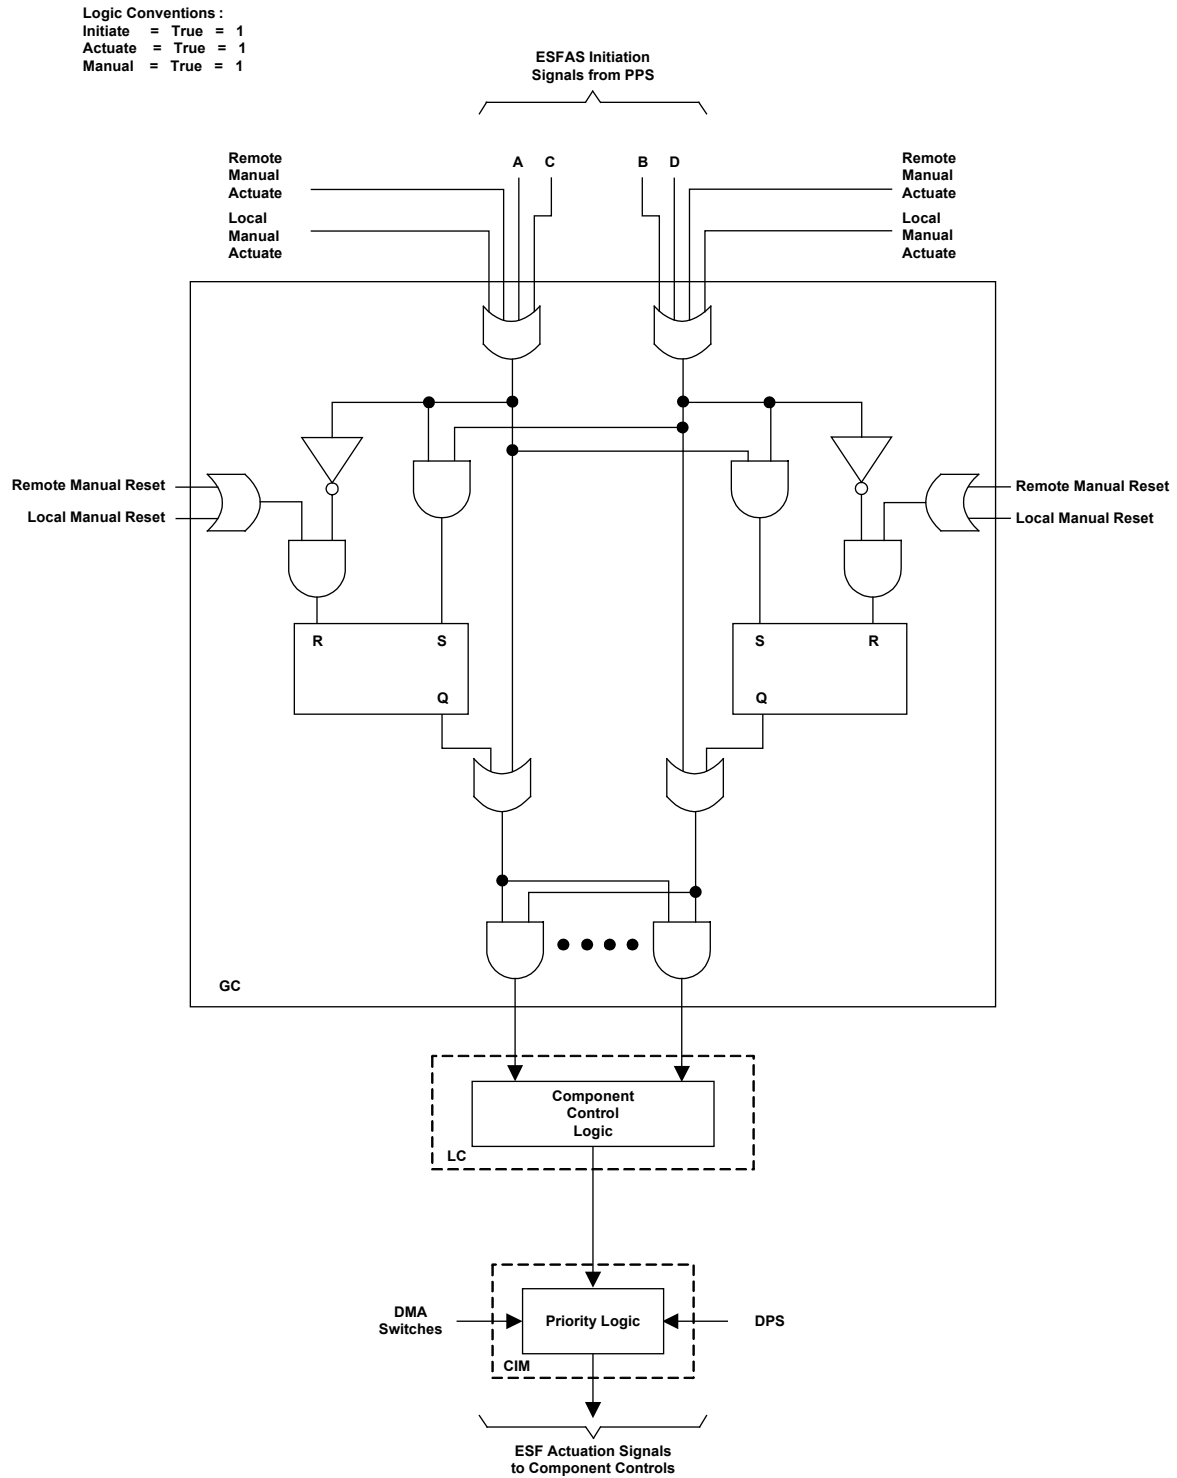 Logic Conventions :
Initiate = True = 1
Actuate = True = 1
Manual = True = 1
ESFAS Initiation
Signals from PPS
Remote
Manual
Actuate
A C B D
Remote
Manual
Actuate
Local
Manual
Actuate
Local
Manual
Actuate
Remote Manual Reset
Local Manual Reset
Remote Manual Reset
Local Manual Reset
R S
Q
S R
Q
GC
Component
Control
Logic
LC
DMA
Switches
Priority Logic
DPS
CIM
ESF Actuation Signals
to Component Controls